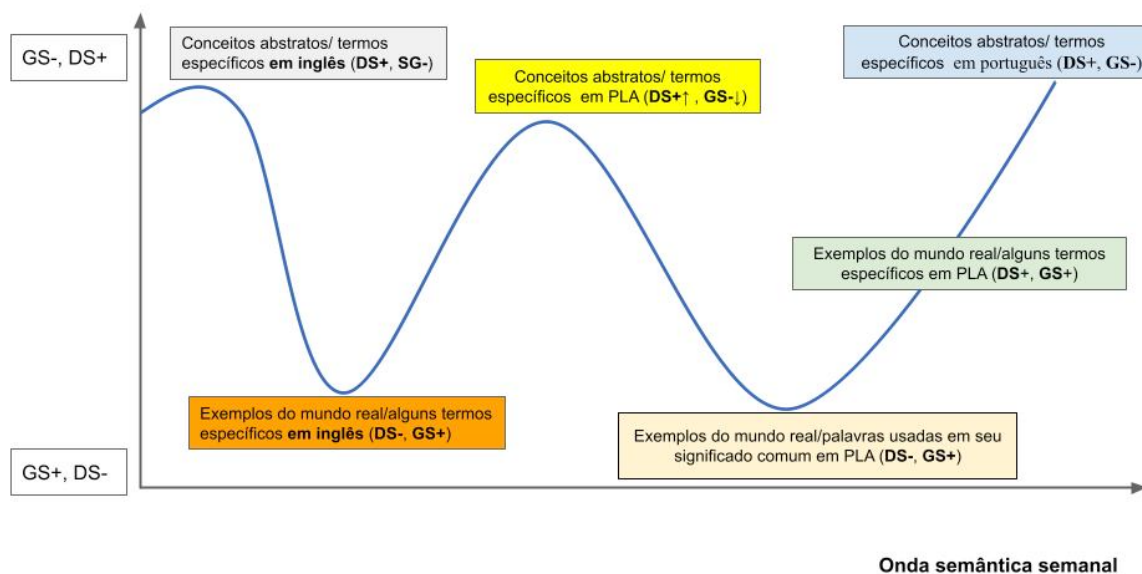 GS-, DS+
Conceitos abstratos/ termos
específicos em inglês (DS+, SG-)
Conceitos abstratos/ termos
específicos em PLA (DS+↑ , GS-↓)
Conceitos abstratos/ termos
específicos em português (DS+, GS-)
Exemplos do mundo real/alguns termos
específicos em PLA (DS+, GS+)
Exemplos do mundo real/alguns termos
específicos em inglês (DS-, GS+)
Exemplos do mundo real/palavras usadas em seu
significado comum em PLA (DS-, GS+)
GS+, DS-
Onda semântica semanal